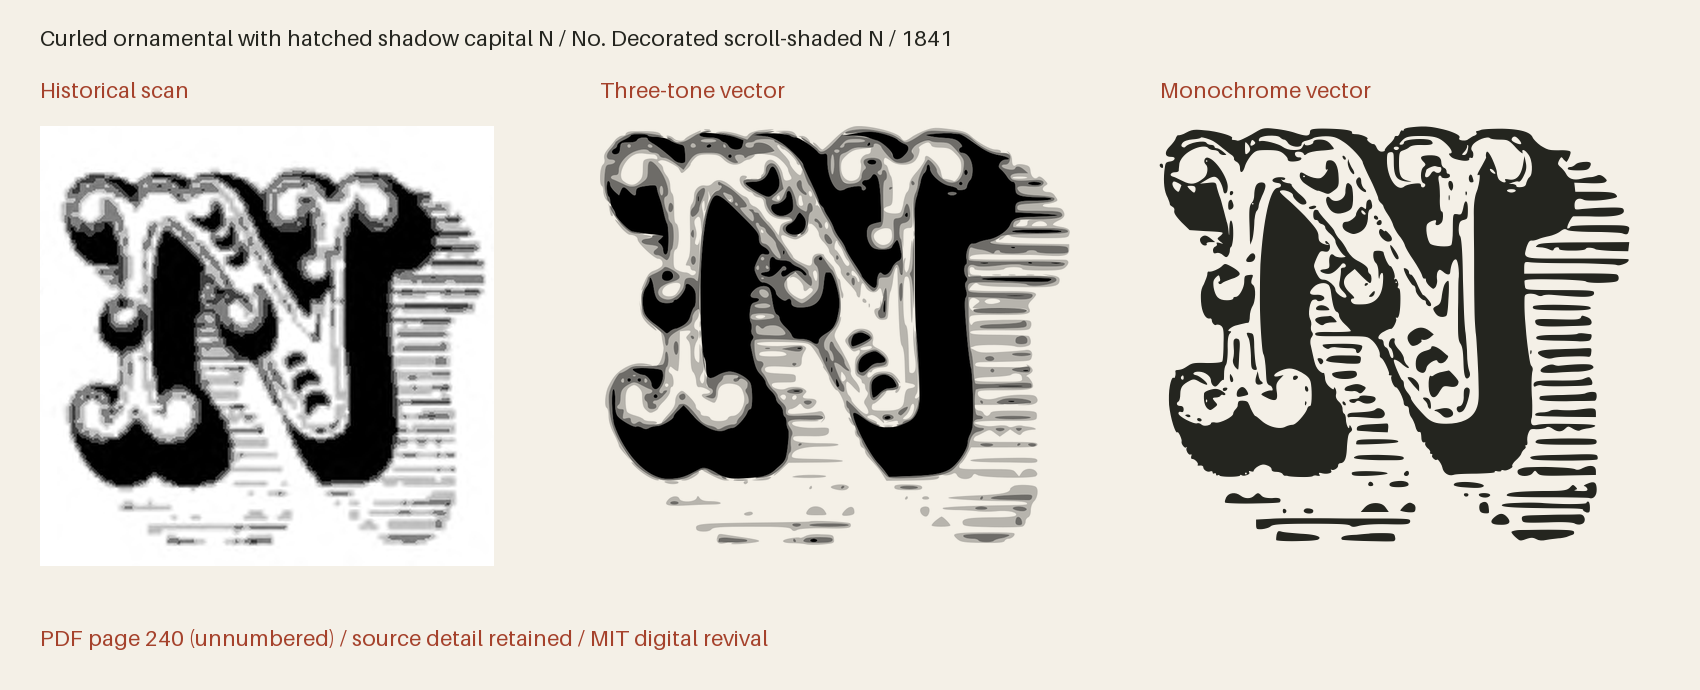 Curled ornamental with hatched shadow capital N / No. Decorated scroll-shaded N / 1841
Historical scan
Three-tone vector
Monochrome vector
N
N
N
PDF page 240 (unnumbered) / source detail retained / MIT digital revival